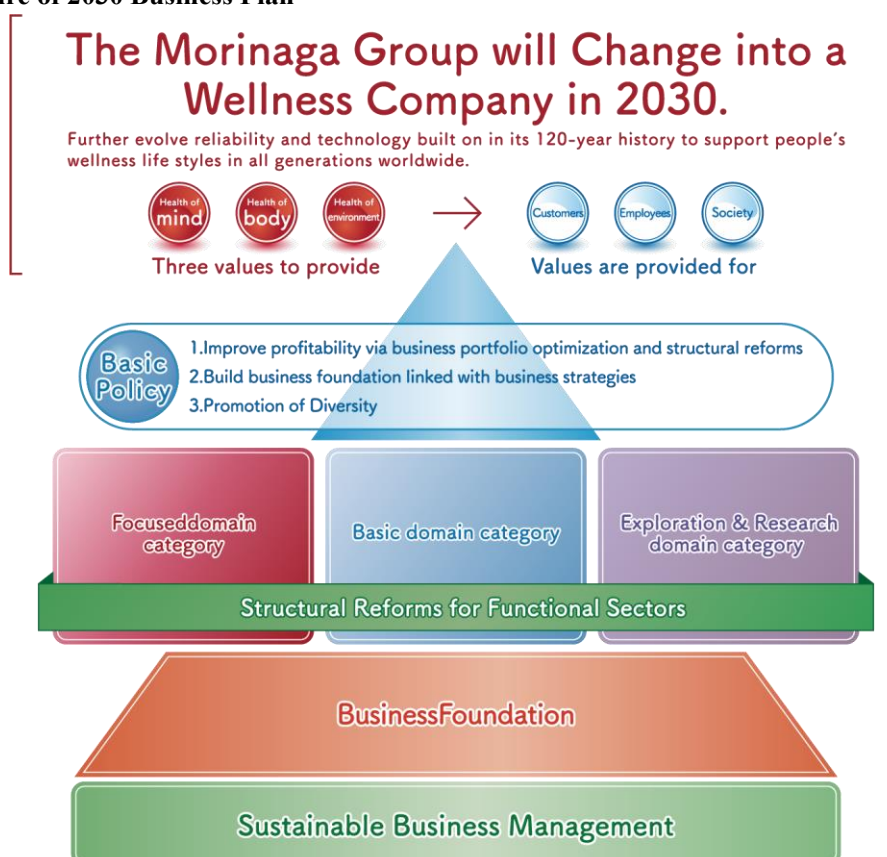 of 2030 Business Plan
The Morinaga Group will Change into a
Wellness Company in 2030.
Further evolve reliability and technology built on in its 120-year history to support people's
wellness life styles in all generations worldwide.
Health of
mind
Health of
body
Health of
environment
Three values to provide
Customers
Employees
Society
Values are provided for
Basic
Policy
1.Improve profitability via business portfolio optimization and structural reforms
2.Build business foundation linked with business strategies
3.Promotion of Diversity
Focuseddomain
category
Basic domain category
Exploration & Research
domain category
Structural Reforms for Functional Sectors
BusinessFoundation
Sustainable Business Management